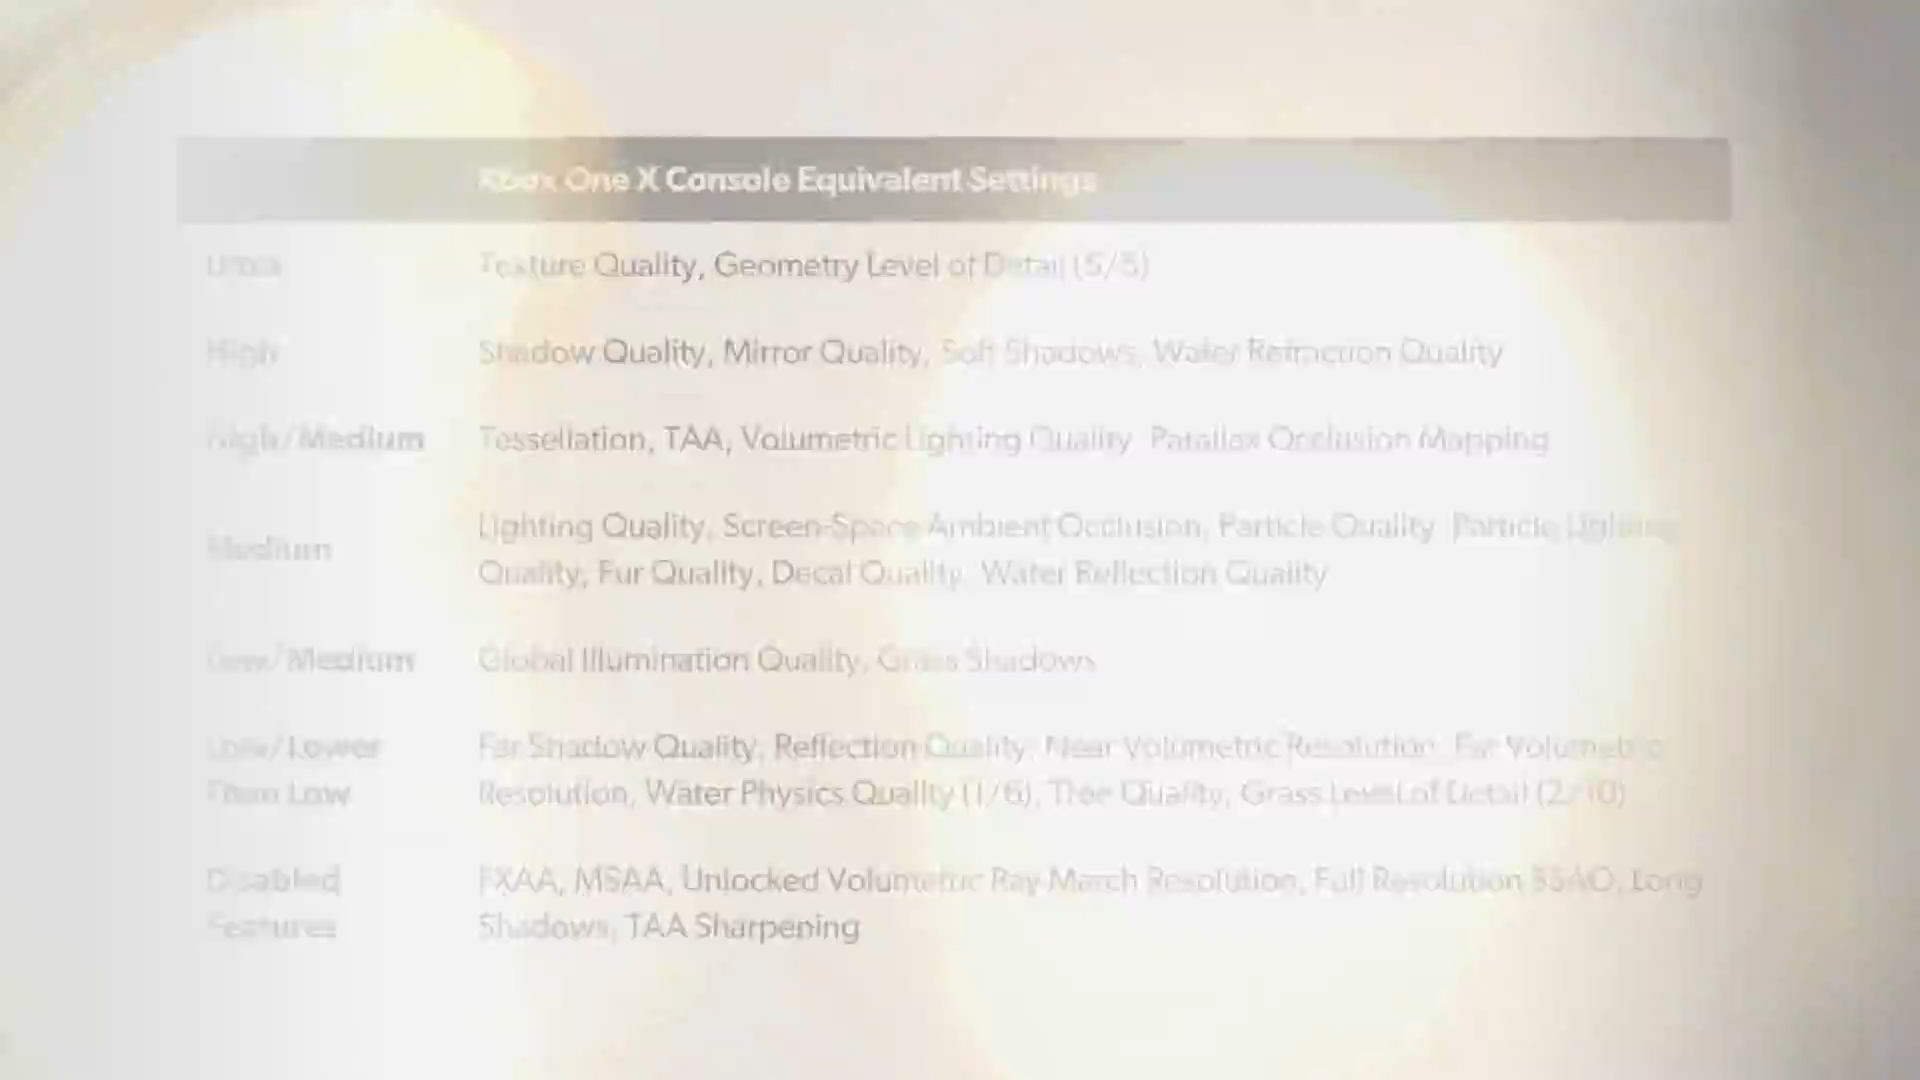 Xbox One X Console Equivalent Settings
Ultra
Texture Quality, Geometry Level of Detail (5/5)
High
Shadow Quality, Mirror Quality, Soft Shadows, Water Refraction Quality
High/Medium
Tessellation, TAA, Volumetric Lighting Quality, Parallax Occlusion Mapping
Medium
Lighting Quality, Screen-Space Ambient Occlusion, Particle Quality, Particle Lighting
Quality, Fur Quality, Decal Quality, Water Reflection Quality
Low/Medium
Global Illumination Quality, Grass Shadows
Low/Lower
Than Low
Far Shadow Quality, Reflection Quality, Near Volumetric Resolution, Far Volumetric
Resolution, Water Physics Quality (1/6), Tree Quality, Grass Level of Detail (2/10)
Disabled
Features
FXAA, MSAA, Unlocked Volumetric Ray March Resolution, Full Resolution SSAO, Long
Shadows, TAA Sharpening